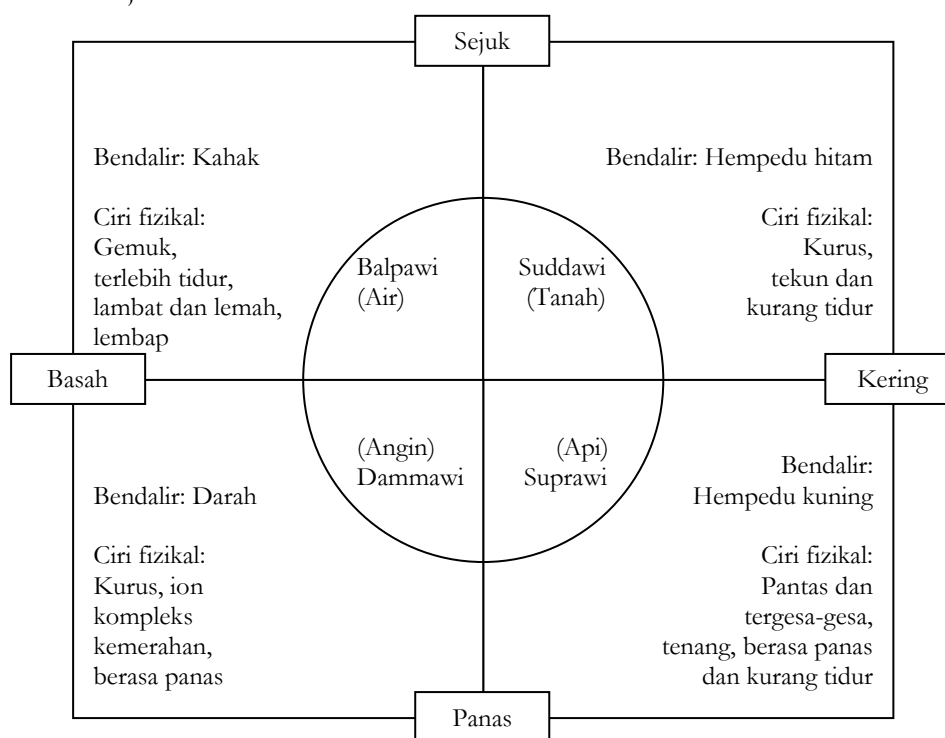 Sejuk
Bendalir: Kahak
Ciri fizikal:
Gemuk,
terlebih tidur,
lambat dan lemah,
lembap
Balpawi
(Air)
Suddawi
(Tanah)
Bendalir: Hempedu hitam
Ciri fizikal:
Kurus,
tekun dan
kurang tidur
Basah
Kering
Bendalir: Darah
Ciri fizikal:
Kurus, ion
kompleks
kemerahan,
berasa panas
(Angin)
Dammawi
(Api)
Suprawi
Bendalir:
Hempedu kuning
Ciri fizikal:
Pantas dan
tergesa-gesa,
tenang, berasa panas
dan kurang tidur
Panas